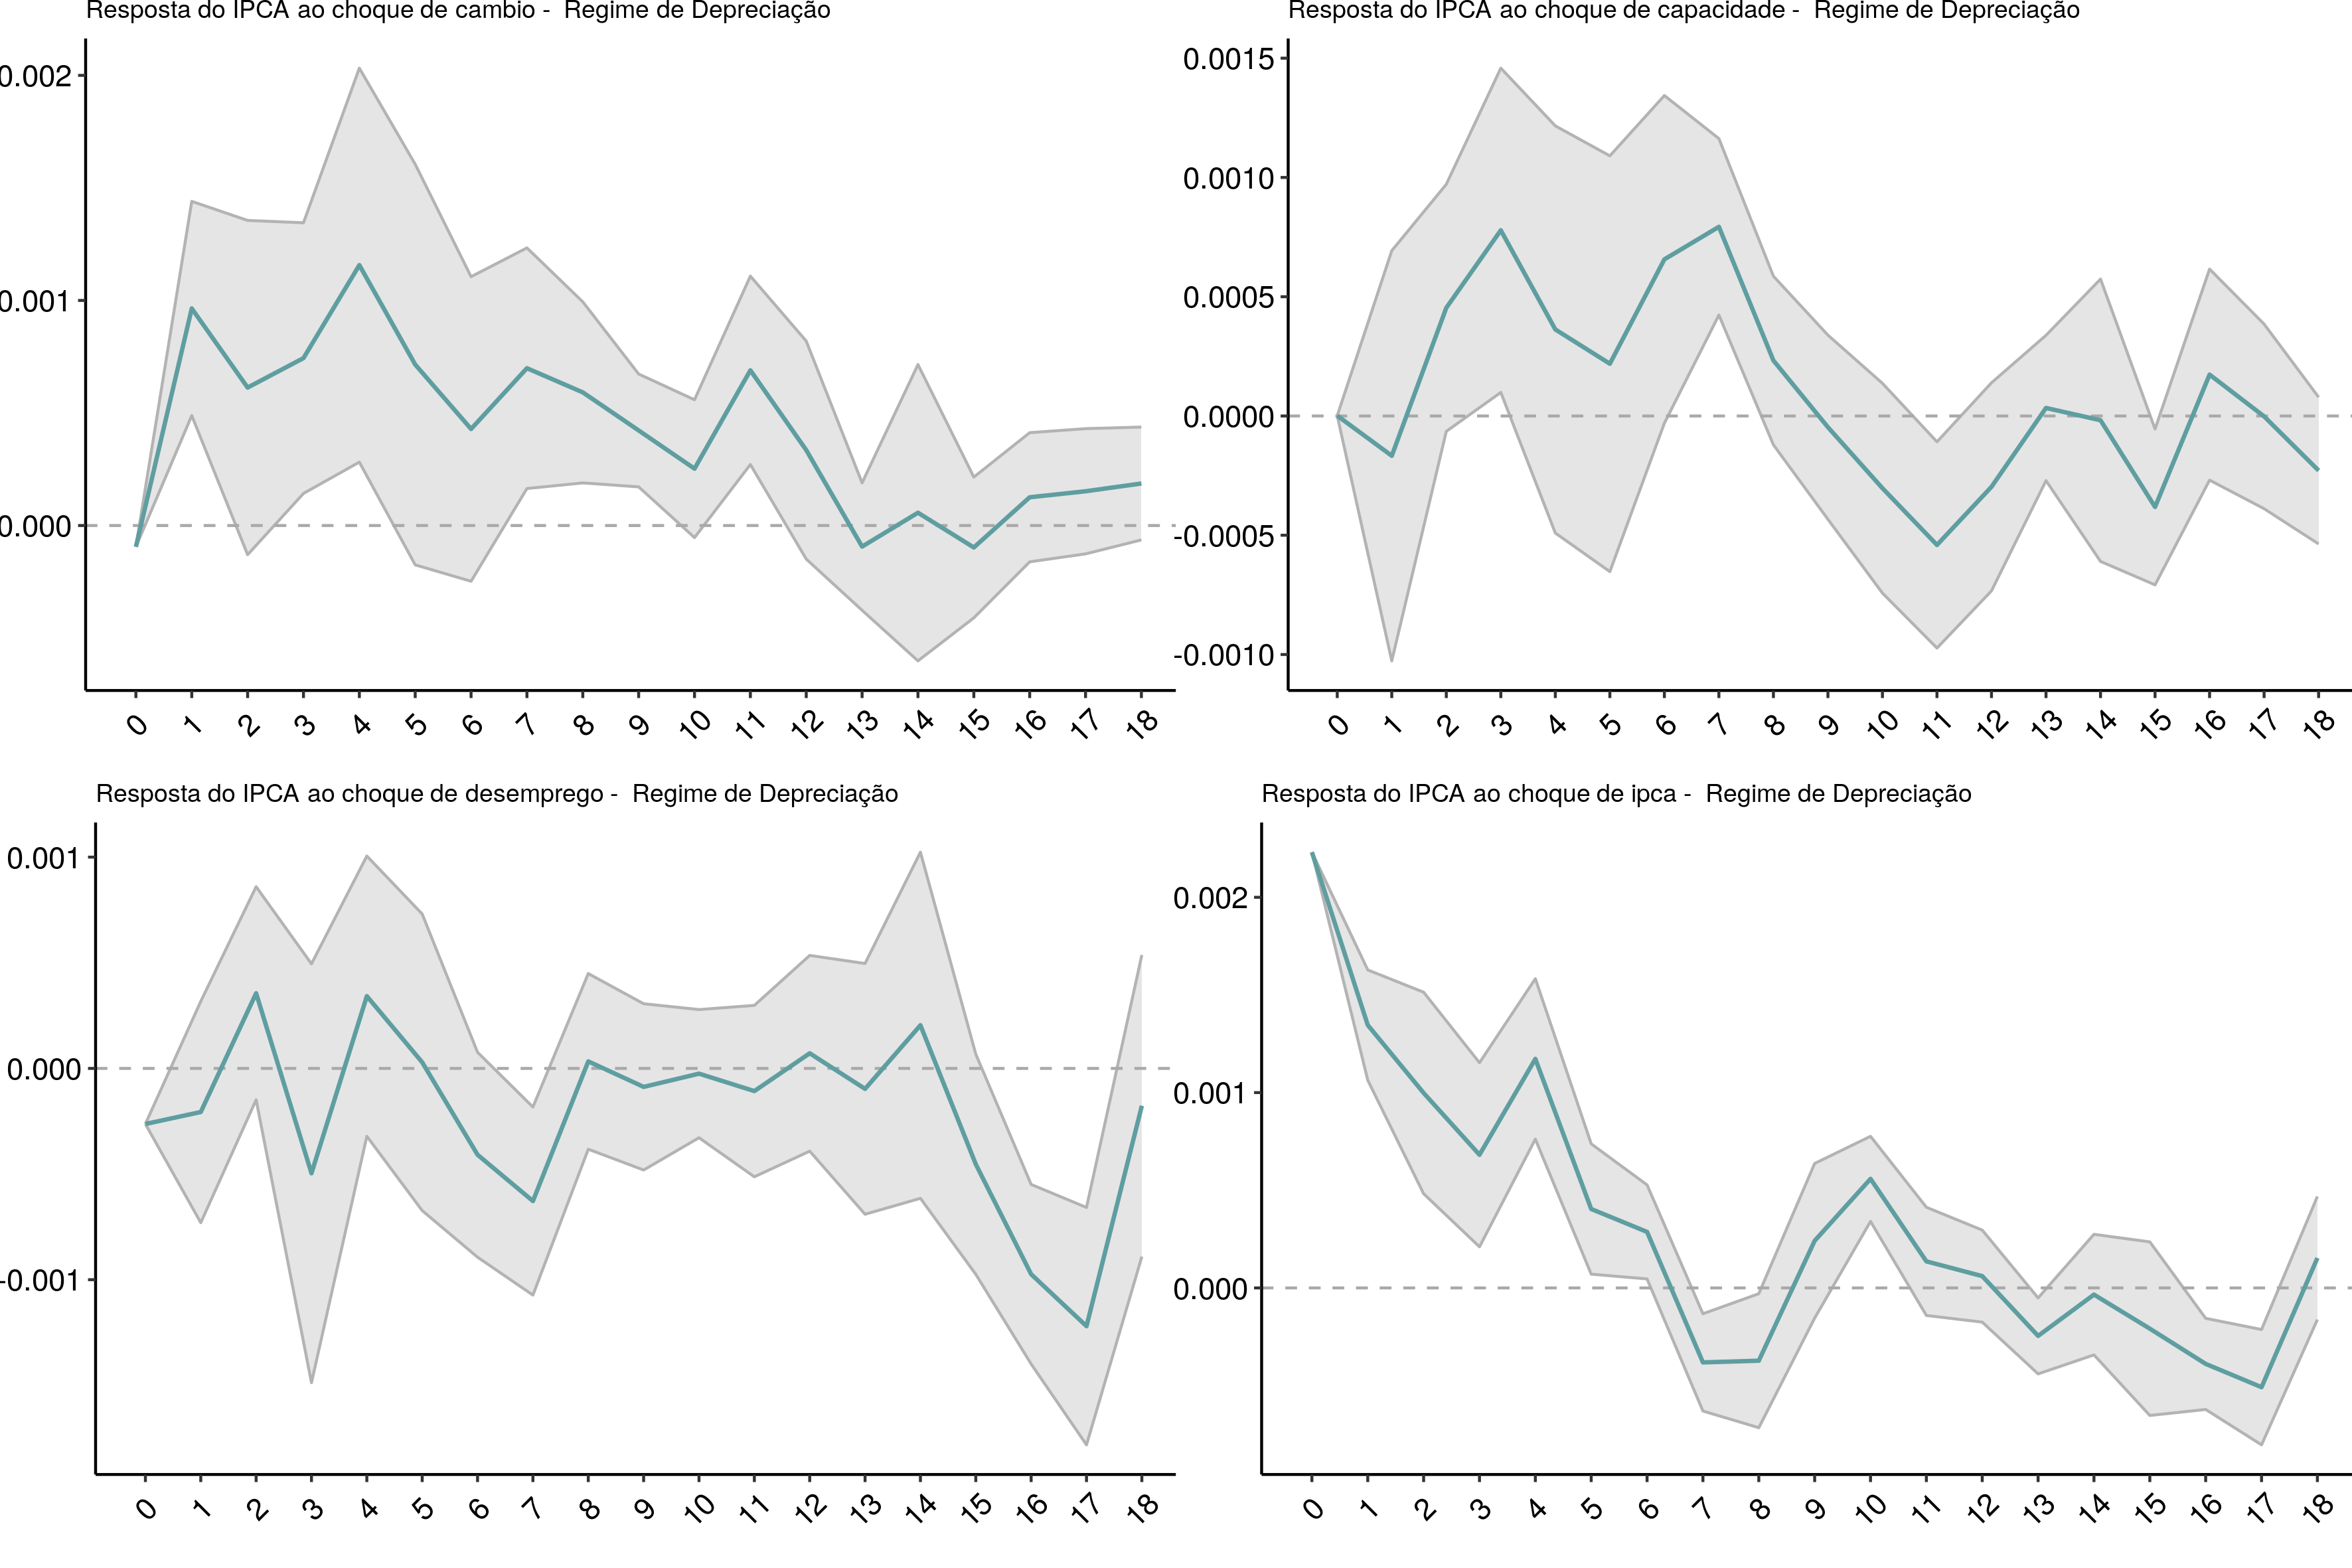 Resposta do IPCA ao choque de cambio -  Regime de Depreciação
0.002
0.001
0.000
0 1 2 3 4 5 6 7 8 9 10 11 12 13 14 15 16 17 18
Resposta do IPCA ao choque de capacidade -  Regime de Depreciação
0.0015
0.0010
0.0005
0.0000
-0.0005
-0.0010
0 1 2 3 4 5 6 7 8 9 10 11 12 13 14 15 16 17 18
Resposta do IPCA ao choque de desemprego -  Regime de Depreciação
0.001
0.000
-0.001
0 1 2 3 4 5 6 7 8 9 10 11 12 13 14 15 16 17 18
Resposta do IPCA ao choque de ipca -  Regime de Depreciação
0.002
0.001
0.000
0 1 2 3 4 5 6 7 8 9 10 11 12 13 14 15 16 17 18